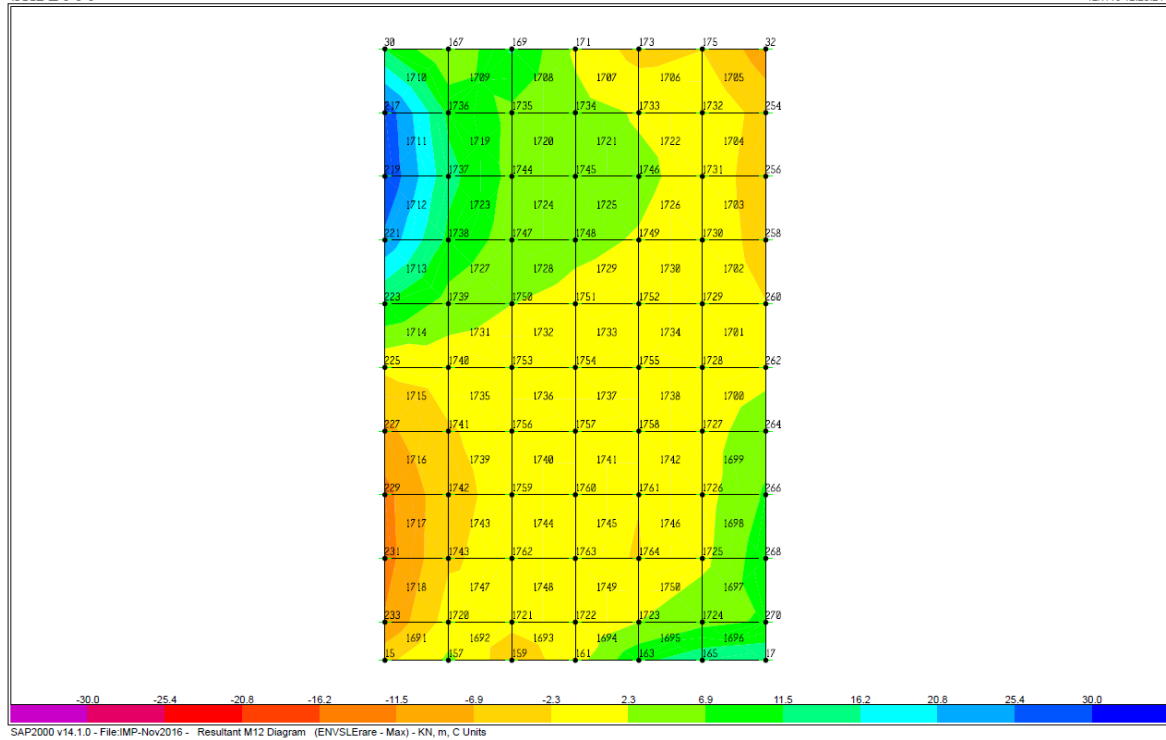 30 167 169 171 173 175 32
1710 1709 1708 1707 1706 1705
217 1736 1735 1734 1733 1732 254
1711 1719 1720 1721 1722 1704
219 1737 1744 1745 1746 1731 256
1712 1723 1724 1725 1726 1703
221 1738 1747 1748 1749 1730 258
1713 1727 1728 1729 1730 1702
223 1739 1750 1751 1752 1729 260
1714 1731 1732 1733 1734 1701
225 1740 1753 1754 1755 1728 262
1715 1735 1736 1737 1738 1700
227 1741 1756 1757 1758 1727 264
1716 1739 1740 1741 1742 1699
229 1742 1759 1760 1761 1726 266
1717 1743 1744 1745 1746 1698
231 1743 1762 1763 1764 1725 268
1718 1747 1748 1749 1750 1697
233 1720 1721 1722 1723 1724 270
1691 1692 1693 1694 1695 1696
15 157 159 161 163 165 17
-30.0 -25.4 -20.8 -16.2 -11.5 -6.9 -2.3 2.3 6.9 11.5 16.2 20.8 25.4 30.0
SAP2000 v14.1.0 - File:IMP-Nov2016 - Resultant M12 Diagram (ENVSLErare - Max) - KN, m, C Units